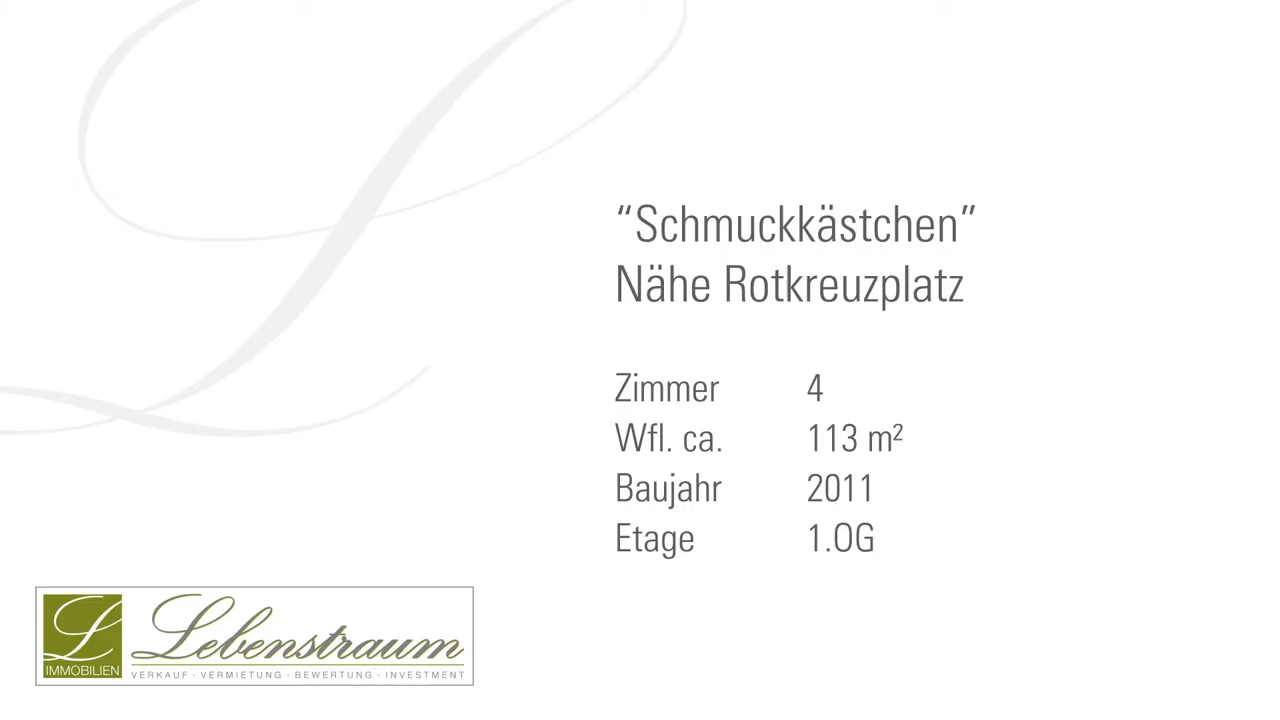 “Schmuckkästchen”
Nähe Rotkreuzplatz
Zimmer 4
Wfl. ca. 113 m²
Baujahr 2011
Etage 1.OG
L Lebenstraum
IMMOBILIEN VERKAUF · VERMIETUNG · BEWERTUNG · INVESTMENT